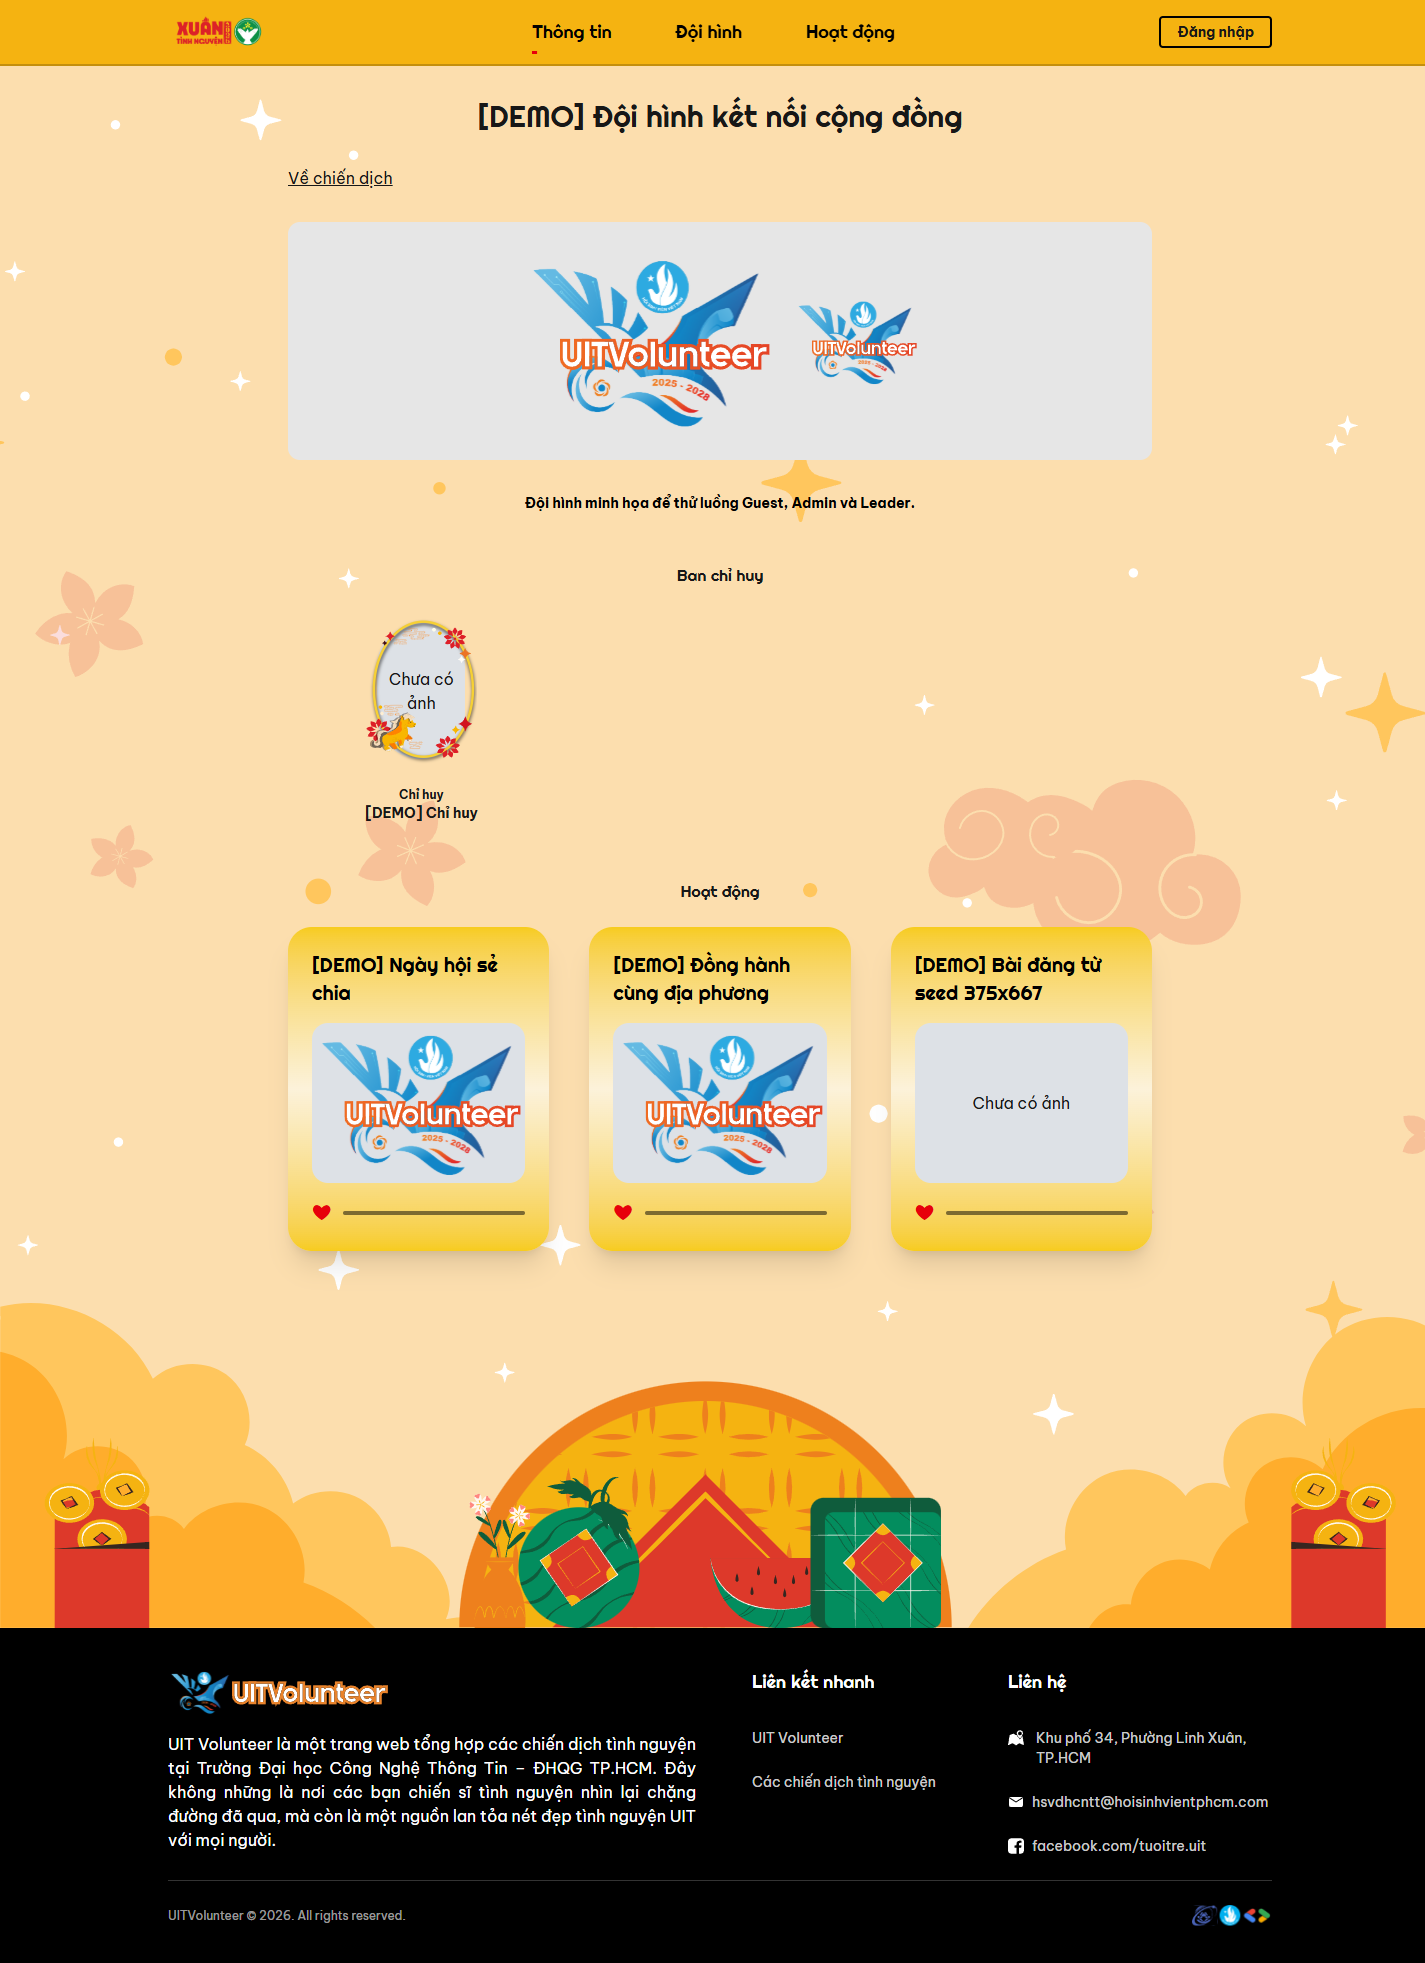 XUÂN
TÌNH NGUYỆN
Thông tin
Đội hình
Hoạt động
Đăng nhập
[DEMO] Đội hình kết nối cộng đồng
Về chiến dịch
UITVolunteer
2025 - 2028
UITVolunteer
2025 - 2028
Đội hình minh họa để thử luồng Guest, Admin và Leader.
Ban chỉ huy
Chưa có
ảnh
Chỉ huy
[DEMO] Chỉ huy
Hoạt động
[DEMO] Ngày hội sẻ
chia
UITVolunteer
2025 - 2028
[DEMO] Đồng hành
cùng địa phương
UITVolunteer
2025 - 2028
[DEMO] Bài đăng từ
seed 375x667
Chưa có ảnh
UITVolunteer
UIT Volunteer là một trang web tổng hợp các chiến dịch tình nguyện
tại Trường Đại học Công Nghệ Thông Tin – ĐHQG TP.HCM. Đây
không những là nơi các bạn chiến sĩ tình nguyện nhìn lại chặng
đường đã qua, mà còn là một nguồn lan tỏa nét đẹp tình nguyện UIT
với mọi người.
Liên kết nhanh
UIT Volunteer
Các chiến dịch tình nguyện
Liên hệ
Khu phố 34, Phường Linh Xuân,
TP.HCM
hsvdhcntt@hoisinhvientphcm.com
facebook.com/tuoitre.uit
UITVolunteer © 2026. All rights reserved.